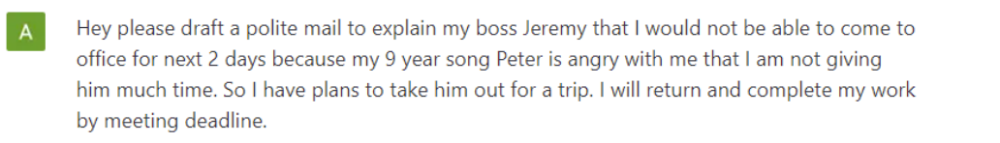 A
Hey please draft a polite mail to explain my boss Jeremy that I would not be able to come to
office for next 2 days because my 9 year song Peter is angry with me that I am not giving
him much time. So I have plans to take him out for a trip. I will return and complete my work
by meeting deadline.